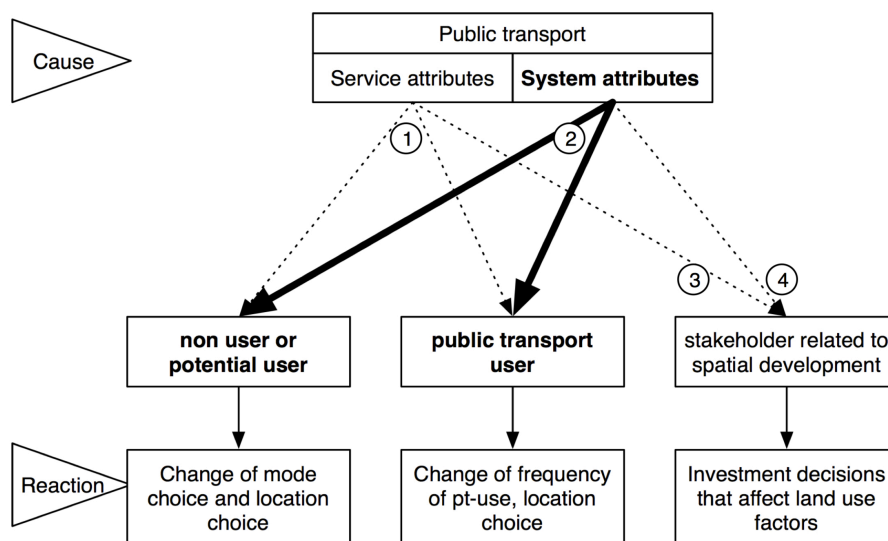 Cause
Public transport
Service attributes
System attributes
1
2
3
4
non user or
potential user
public transport
user
stakeholder related to
spatial development
Reaction
Change of mode
choice and location
choice
Change of frequency
of pt-use, location
choice
Investment decisions
that affect land use
factors